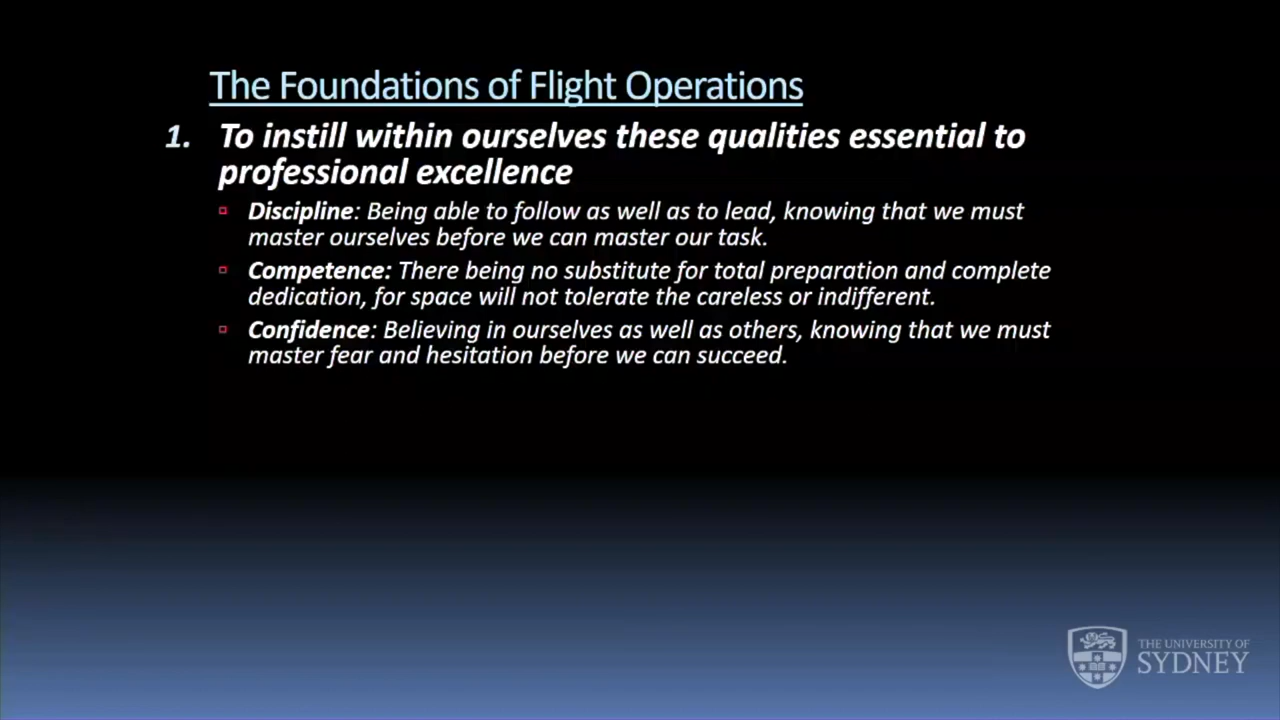 The Foundations of Flight Operations
1. To instill within ourselves these qualities essential to
professional excellence
Discipline: Being able to follow as well as to lead, knowing that we must
master ourselves before we can master our task.
Competence: There being no substitute for total preparation and complete
dedication, for space will not tolerate the careless or indifferent.
Confidence: Believing in ourselves as well as others, knowing that we must
master fear and hesitation before we can succeed.
THE UNIVERSITY OF
SYDNEY